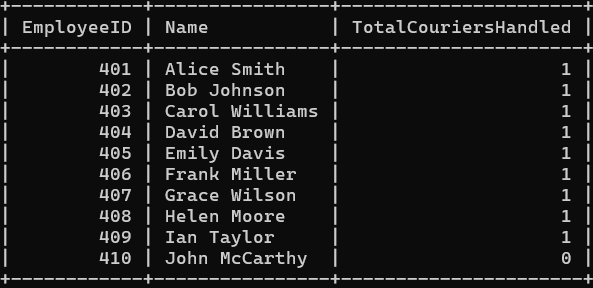 +------------+----------------+-----------------------+
| EmployeeID | Name           | TotalCouriersHandled |
+------------+----------------+-----------------------+
|        401 | Alice Smith    |                     1 |
|        402 | Bob Johnson    |                     1 |
|        403 | Carol Williams |                     1 |
|        404 | David Brown    |                     1 |
|        405 | Emily Davis    |                     1 |
|        406 | Frank Miller   |                     1 |
|        407 | Grace Wilson   |                     1 |
|        408 | Helen Moore    |                     1 |
|        409 | Ian Taylor     |                     1 |
|        410 | John McCarthy  |                     0 |
+------------+----------------+-----------------------+